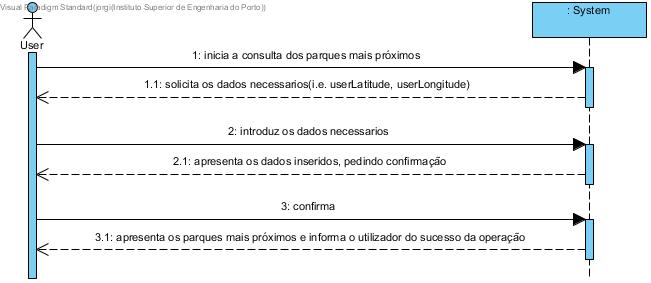 Visual Paradigm Standard(jorgi(Instituto Superior de Engenharia do Porto))
: System
User
1: inicia a consulta dos parques mais próximos
1.1: solicita os dados necessarios(i.e. userLatitude, userLongitude)
2: introduz os dados necessarios
2.1: apresenta os dados inseridos, pedindo confirmação
3: confirma
3.1: apresenta os parques mais próximos e informa o utilizador do sucesso da operação